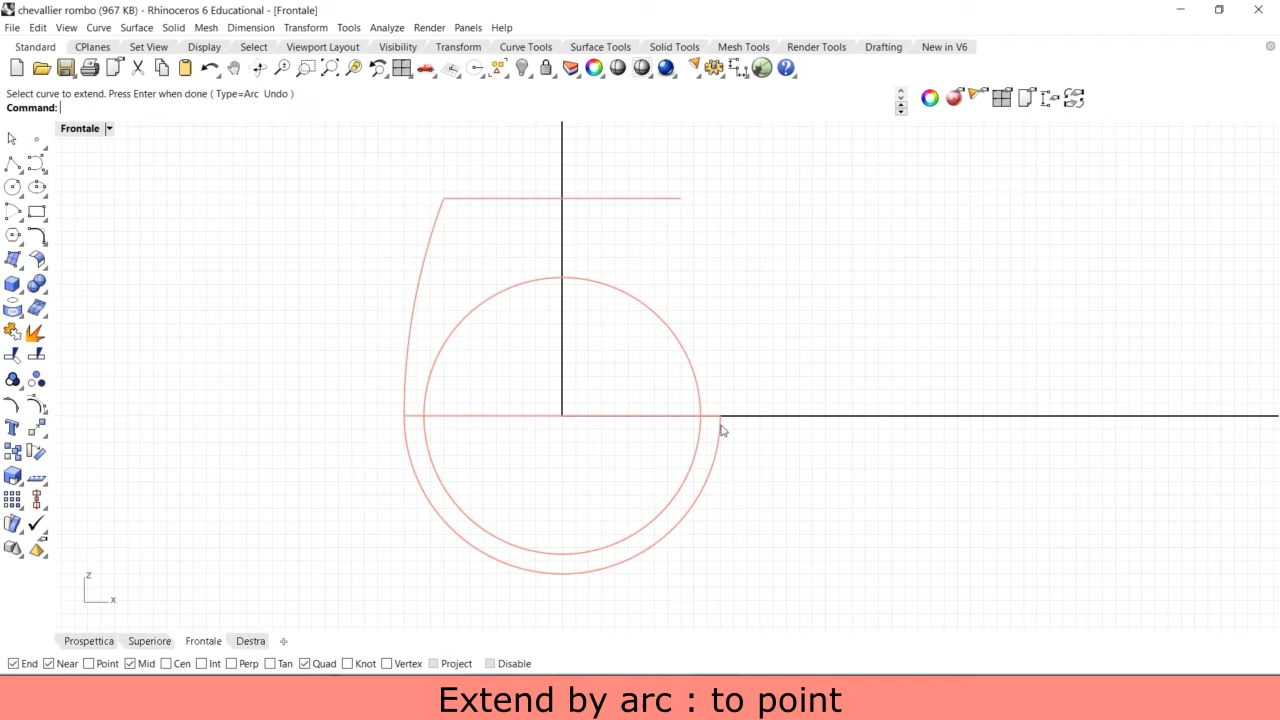 chevallier rombo (967 KB) - Rhinoceros 6 Educational - [Frontale]
File Edit View Curve Surface Solid Mesh Dimension Transform Tools Analyze Render Panels Help
Standard CPlanes Set View Display Select Viewport Layout Visibility Transform Curve Tools Surface Tools Solid Tools Mesh Tools Render Tools Drafting New in V6
Select curve to extend. Press Enter when done ( Type=Arc Undo )
Command:
Frontale
z
x
Prospettica Superiore Frontale Destra
End Near Point Mid Cen Int Perp Tan Quad Knot Vertex Project Disable
Extend by arc : to point